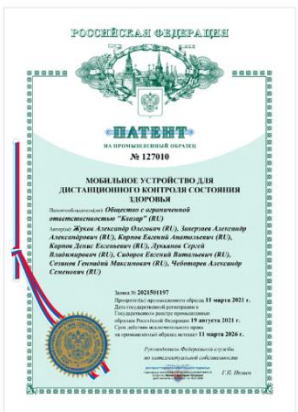 РОССИЙСКАЯ ФЕДЕРАЦИЯ
ПАТЕНТ
НА ПРОМЫШЛЕННЫЙ ОБРАЗЕЦ
№ 127010
МОБИЛЬНОЕ УСТРОЙСТВО ДЛЯ
ДИСТАНЦИОННОГО КОНТРОЛЯ СОСТОЯНИЯ
ЗДОРОВЬЯ
Патентообладатель: Общество с ограниченной
ответственностью "Квазар" (RU)
Авторы: Жуков Александр Олегович (RU), Заверзаев Александр
Александрович (RU), Карпов Евгений Анатольевич (RU),
Карпов Денис Евгеньевич (RU), Лукьянов Сергей
Владимирович (RU), Сидоров Евгений Витальевич (RU),
Геннадий Максимович (RU), Чеботарев Александр
Семенович (RU)
Заявка № 2021501197
Приоритет промышленного образца 11 марта 2021 г.
Дата государственной регистрации в
Государственном реестре промышленных
образцов Российской Федерации 19 августа 2021 г.
Срок действия исключительного права
на промышленный образец истекает 11 марта 2026 г.
Руководитель Федеральной службы
по интеллектуальной собственности
Г.П. Ивлиев